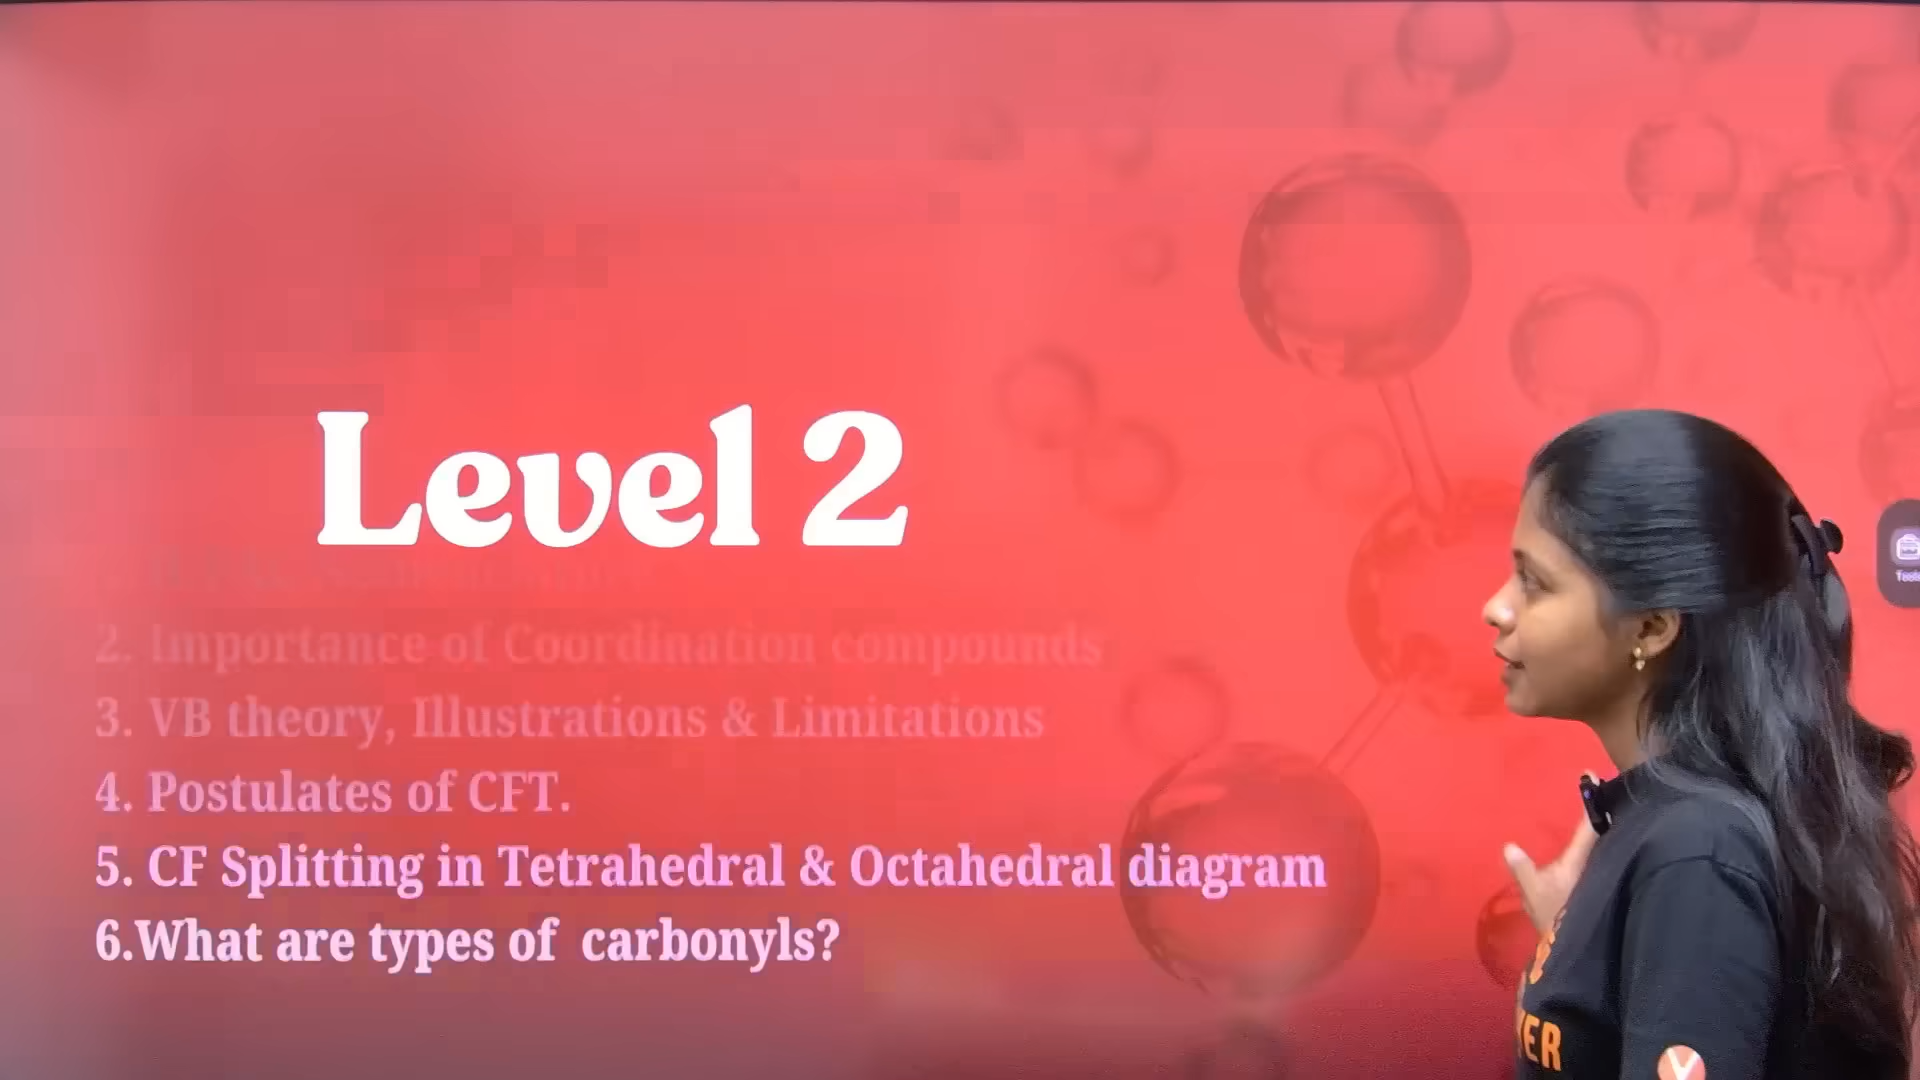 Level 2
2. Importance of Coordination compounds
3. VB theory, Illustrations & Limitations
4. Postulates of CFT.
5. CF Splitting in Tetrahedral & Octahedral diagram
6.What are types of carbonyls?